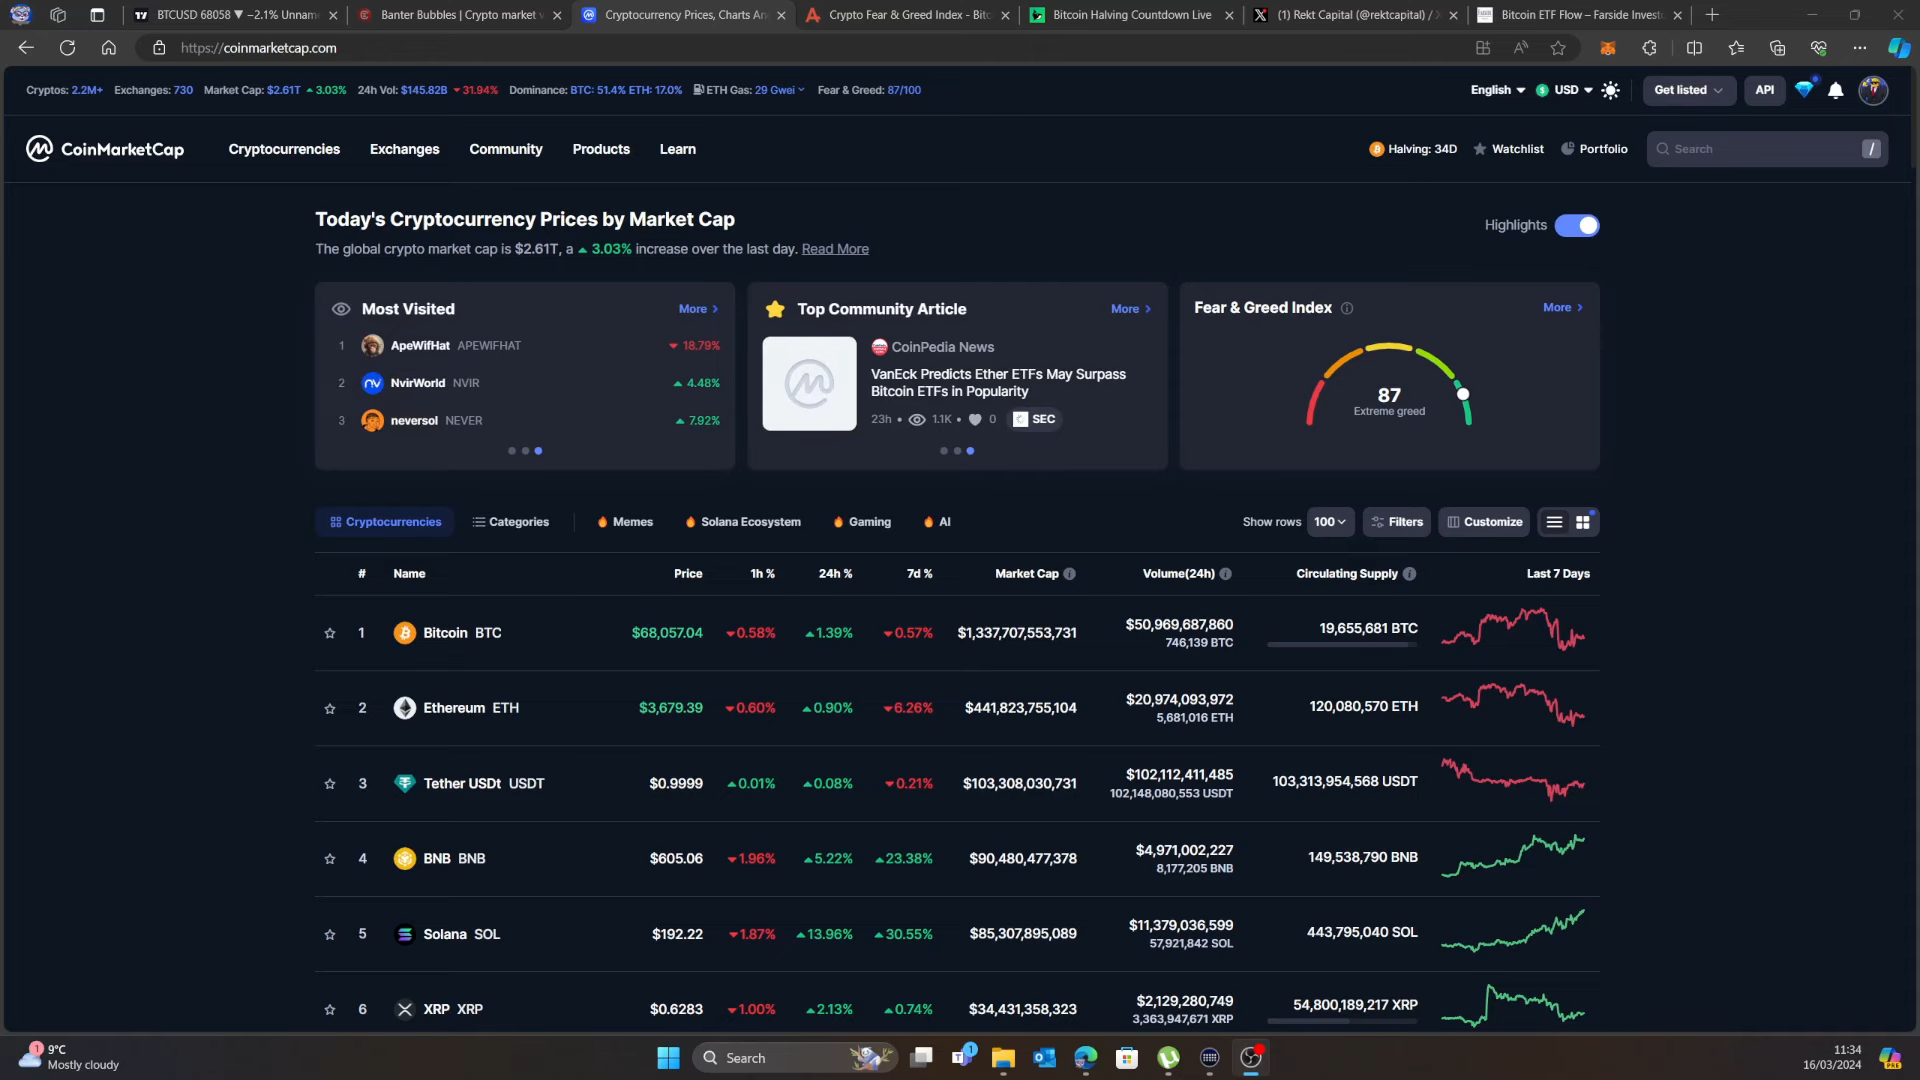 BTCUSD 68058 ▼ −2.1% Unnam
Banter Bubbles | Crypto market v
Cryptocurrency Prices, Charts An
Crypto Fear & Greed Index - Bitc
Bitcoin Halving Countdown Live
(1) Rekt Capital (@rektcapital) / X
Bitcoin ETF Flow – Farside Invest
https://coinmarketcap.com
Cryptos: 2.2M+ Exchanges: 730 Market Cap: $2.61T 3.03% 24h Vol: $145.82B 31.94% Dominance: BTC: 51.4% ETH: 17.0% ETH Gas: 29 Gwei Fear & Greed: 87/100
English USD Get listed API
CoinMarketCap Cryptocurrencies Exchanges Community Products Learn
Halving: 34D Watchlist Portfolio Search /
Today's Cryptocurrency Prices by Market Cap
Highlights
The global crypto market cap is $2.61T, a 3.03% increase over the last day. Read More
Most Visited More
1 ApeWifHat APEWIFHAT 18.79%
2 NvirWorld NVIR 4.48%
3 neversol NEVER 7.92%
Top Community Article More
CoinPedia News
VanEck Predicts Ether ETFs May Surpass
Bitcoin ETFs in Popularity
23h • 1.1K • 0 SEC
Fear & Greed Index More
87
Extreme greed
Cryptocurrencies Categories Memes Solana Ecosystem Gaming AI Show rows 100 Filters Customize
# Name Price 1h % 24h % 7d % Market Cap Volume(24h) Circulating Supply Last 7 Days
1 Bitcoin BTC $68,057.04 0.58% 1.39% 0.57% $1,337,707,553,731 $50,969,687,860 19,655,681 BTC
746,139 BTC
2 Ethereum ETH $3,679.39 0.60% 0.90% 6.26% $441,823,755,104 $20,974,093,972 120,080,570 ETH
5,681,016 ETH
3 Tether USDt USDT $0.9999 0.01% 0.08% 0.21% $103,308,030,731 $102,112,411,485 103,313,954,568 USDT
102,148,080,553 USDT
4 BNB BNB $605.06 1.96% 5.22% 23.38% $90,480,477,378 $4,971,002,227 149,538,790 BNB
8,177,205 BNB
5 Solana SOL $192.22 1.87% 13.96% 30.55% $85,307,895,089 $11,379,036,599 443,795,040 SOL
57,921,842 SOL
6 XRP XRP $0.6283 1.00% 2.13% 0.74% $34,431,358,323 $2,129,280,749 54,800,189,217 XRP
3,363,947,671 XRP
1 9°C
Mostly cloudy
Search
1
11:34
16/03/2024